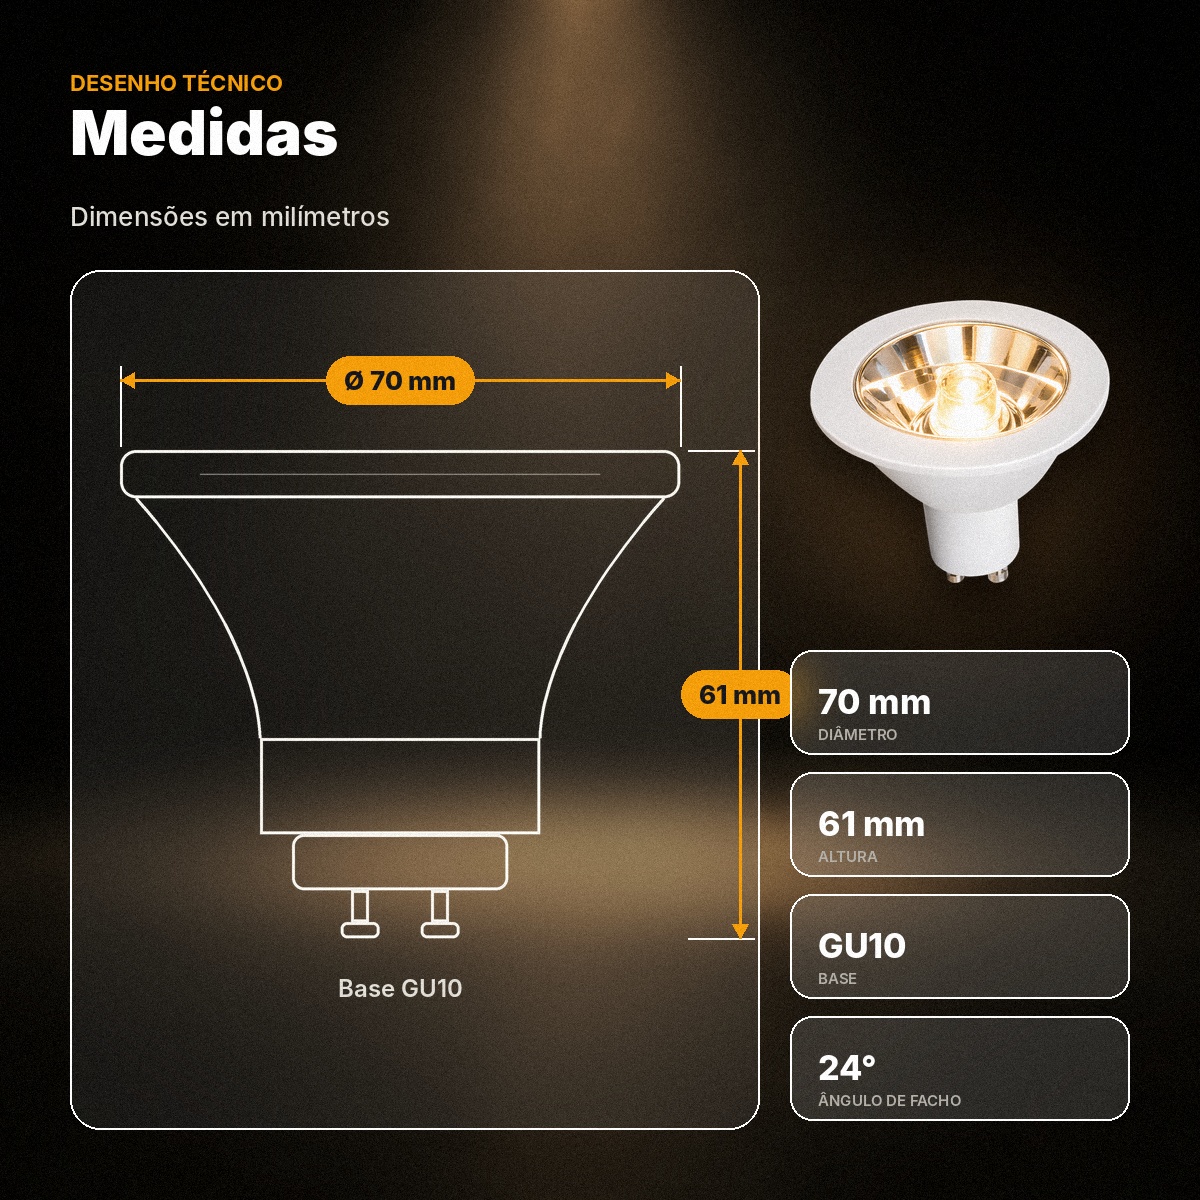 DESENHO TÉCNICO
Medidas
Dimensões em milímetros
Ø 70 mm
61 mm
Base GU10
70 mm
DIÂMETRO
61 mm
ALTURA
GU10
BASE
24°
ÂNGULO DE FACHO